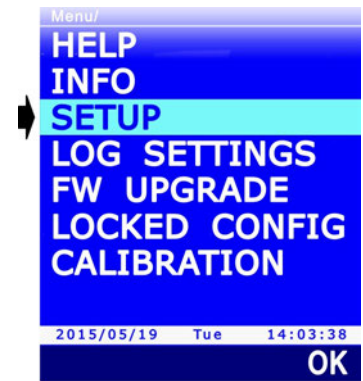 Menu/
HELP
INFO
SETUP
LOG SETTINGS
FW UPGRADE
LOCKED CONFIG
CALIBRATION
2015/05/19 Tue 14:03:38
OK